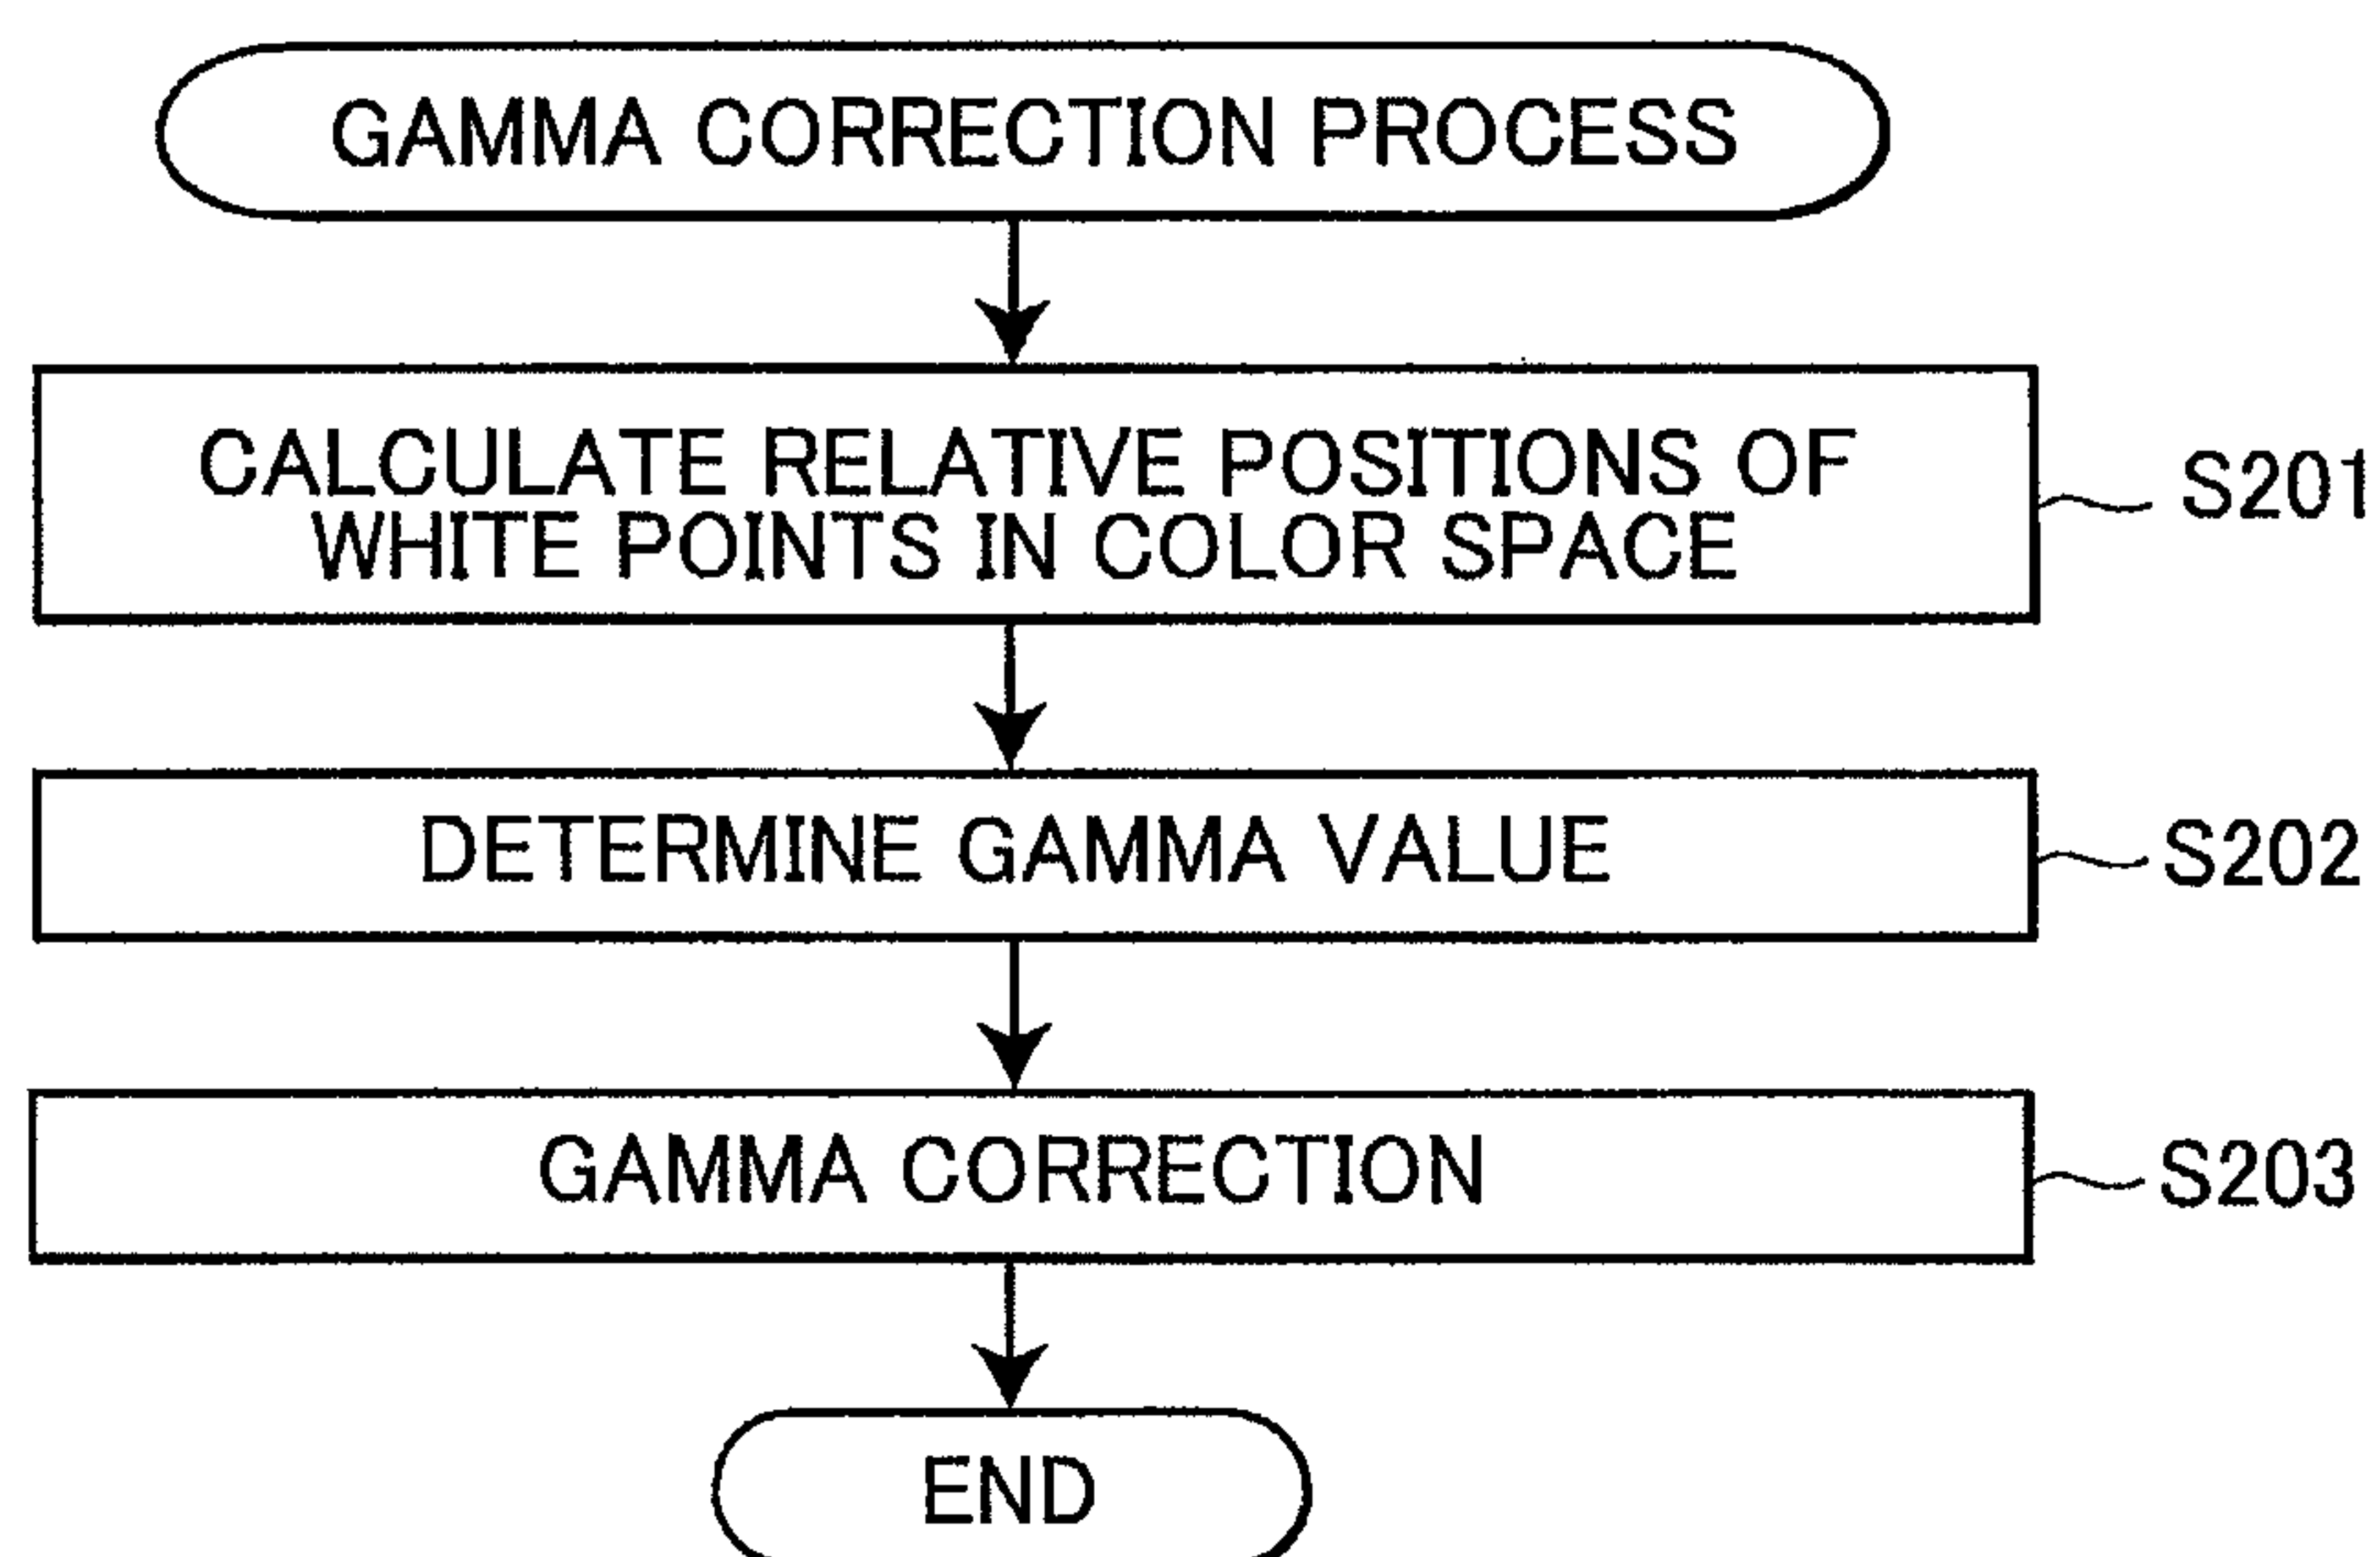 GAMMA CORRECTION PROCESS
CALCULATE RELATIVE POSITIONS OF
WHITE POINTS IN COLOR SPACE
S201
DETERMINE GAMMA VALUE
S202
GAMMA CORRECTION
S203
END